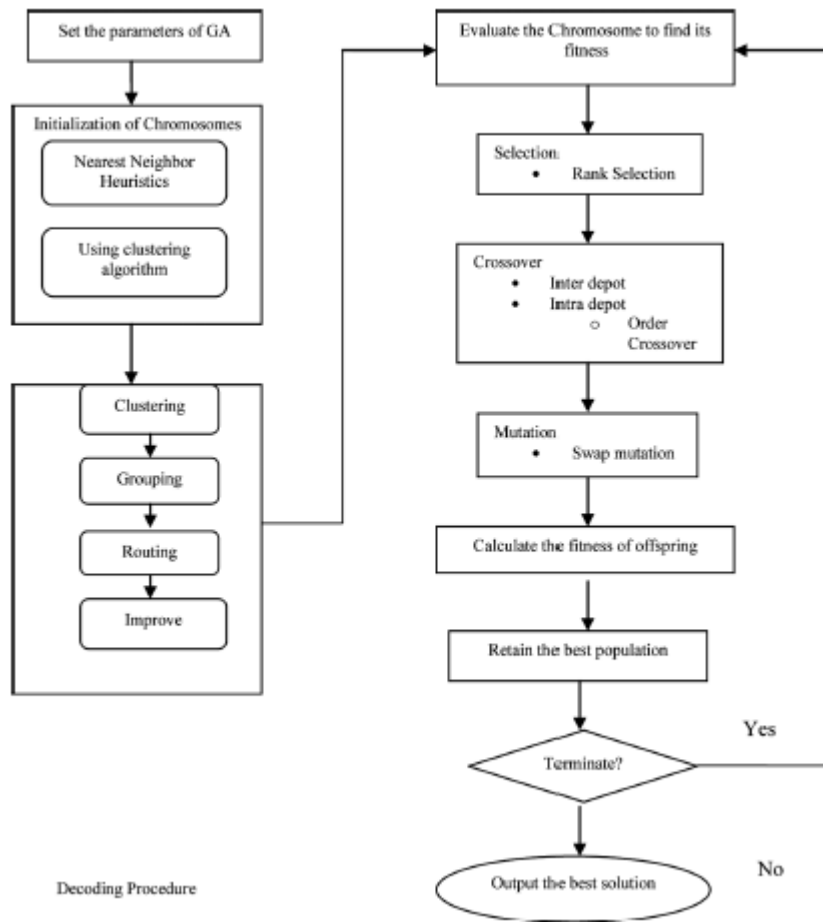 Set the parameters of GA
Initialization of Chromosomes
Nearest Neighbor
Heuristics
Using clustering
algorithm
Clustering
Grouping
Routing
Improve
Decoding Procedure
Evaluate the Chromosome to find its
fitness
Selection:
• Rank Selection
Crossover
• Inter depot
• Intra depot
○ Order
Crossover
Mutation
• Swap mutation
Calculate the fitness of offspring
Retain the best population
Terminate?
Yes
No
Output the best solution